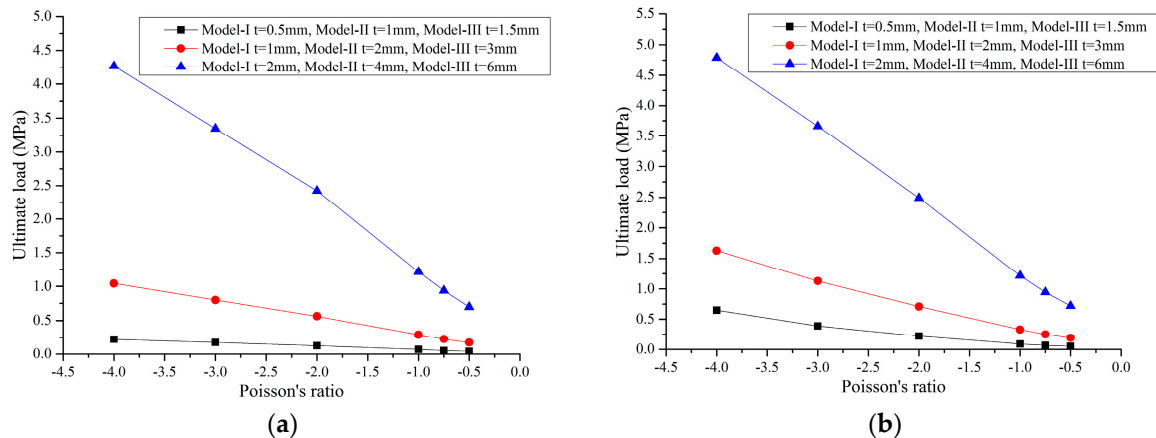 Model-I t=0.5mm, Model-II t=1mm, Model-III t=1.5mm
Model-I t=1mm, Model-II t=2mm, Model-III t=3mm
Model-I t=2mm, Model-II t=4mm, Model-III t=6mm
Ultimate load (MPa)
5.0
4.5
4.0
3.5
3.0
2.5
2.0
1.5
1.0
0.5
0.0
-4.5 -4.0 -3.5 -3.0 -2.5 -2.0 -1.5 -1.0 -0.5 0.0
Poisson's ratio
(a)
Model-I t=0.5mm, Model-II t=1mm, Model-III t=1.5mm
Model-I t=1mm, Model-II t=2mm, Model-III t=3mm
Model-I t=2mm, Model-II t=4mm, Model-III t=6mm
Ultimate load (MPa)
5.5
5.0
4.5
4.0
3.5
3.0
2.5
2.0
1.5
1.0
0.5
0.0
-4.5 -4.0 -3.5 -3.0 -2.5 -2.0 -1.5 -1.0 -0.5 0.0
Poisson's ratio
(b)